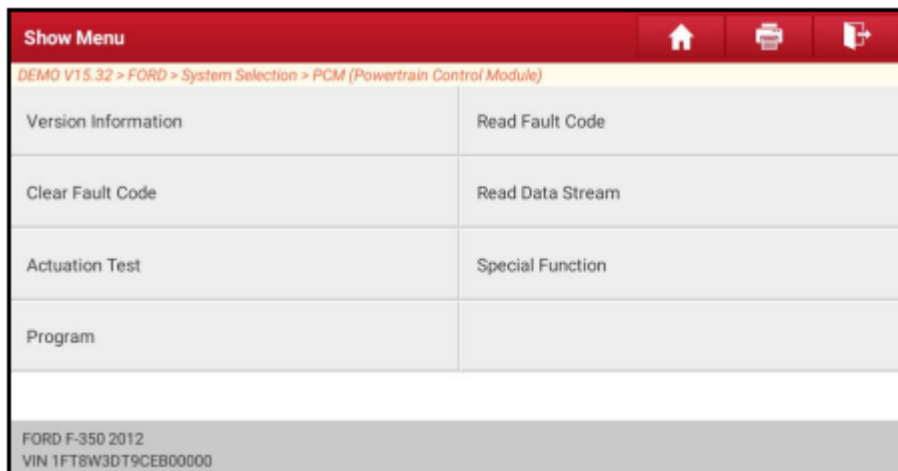 Show Menu
DEMO V15.32 > FORD > System Selection > PCM (Powertrain Control Module)
Version Information
Read Fault Code
Clear Fault Code
Read Data Stream
Actuation Test
Special Function
Program
FORD F-350 2012
VIN 1FT8W3DT9CEB00000